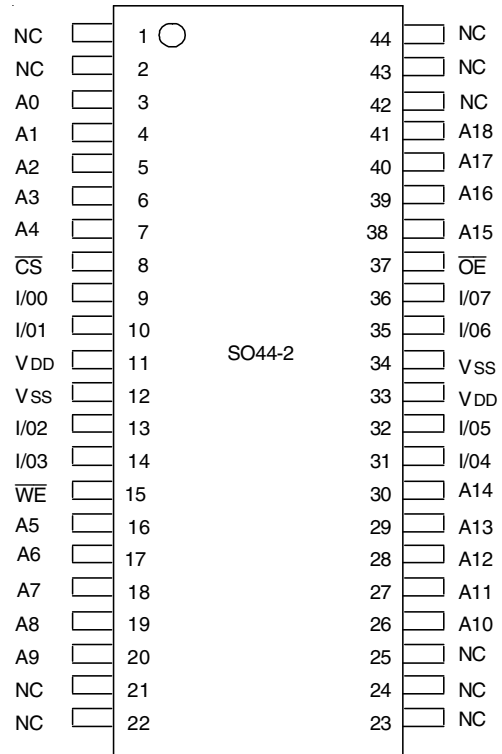 NC 1 44 NC
NC 2 43 NC
A0 3 42 NC
A1 4 41 A18
A2 5 40 A17
A3 6 39 A16
A4 7 38 A15
C̅S̅ 8 37 O̅E̅
I/00 9 36 I/07
I/01 10 35 I/06
VDD 11 SO44-2 34 VSS
VSS 12 33 VDD
I/02 13 32 I/05
I/03 14 31 I/04
W̅E̅ 15 30 A14
A5 16 29 A13
A6 17 28 A12
A7 18 27 A11
A8 19 26 A10
A9 20 25 NC
NC 21 24 NC
NC 22 23 NC